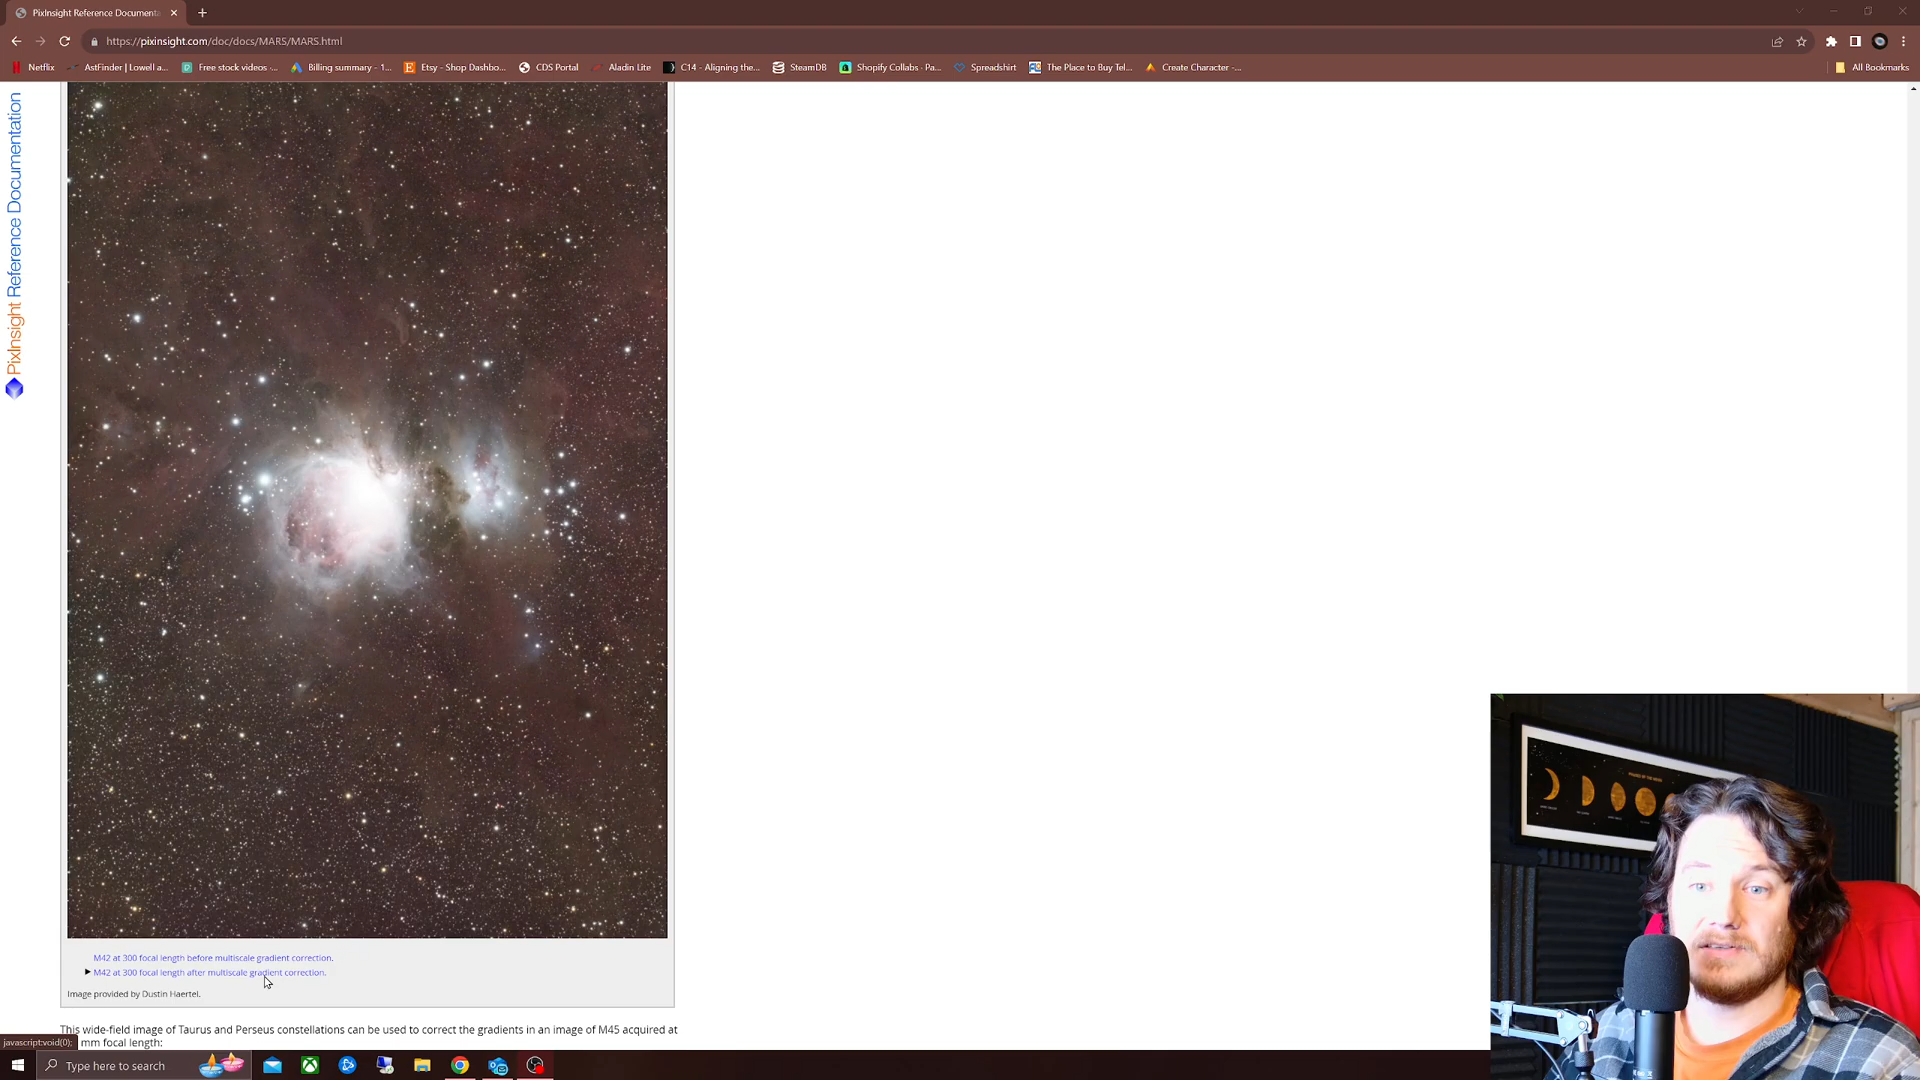 PixInsight Reference Documenta
https://pixinsight.com/doc/docs/MARS/MARS.html
Netflix
AstFinder | Lowell a...
Free stock videos -...
Billing summary - 1...
Etsy - Shop Dashbo...
CDS Portal
Aladin Lite
C14 - Aligning the...
SteamDB
Shopify Collabs - Pa...
Spreadshirt
The Place to Buy Tel...
Create Character -...
All Bookmarks
PixInsight Reference Documentation
M42 at 300 focal length before multiscale gradient correction.
M42 at 300 focal length after multiscale gradient correction.
Image provided by Dustin Haertel.
This wide-field image of Taurus and Perseus constellations can be used to correct the gradients in an image of M45 acquired at
mm focal length:
javascript:void(0);
Type here to search